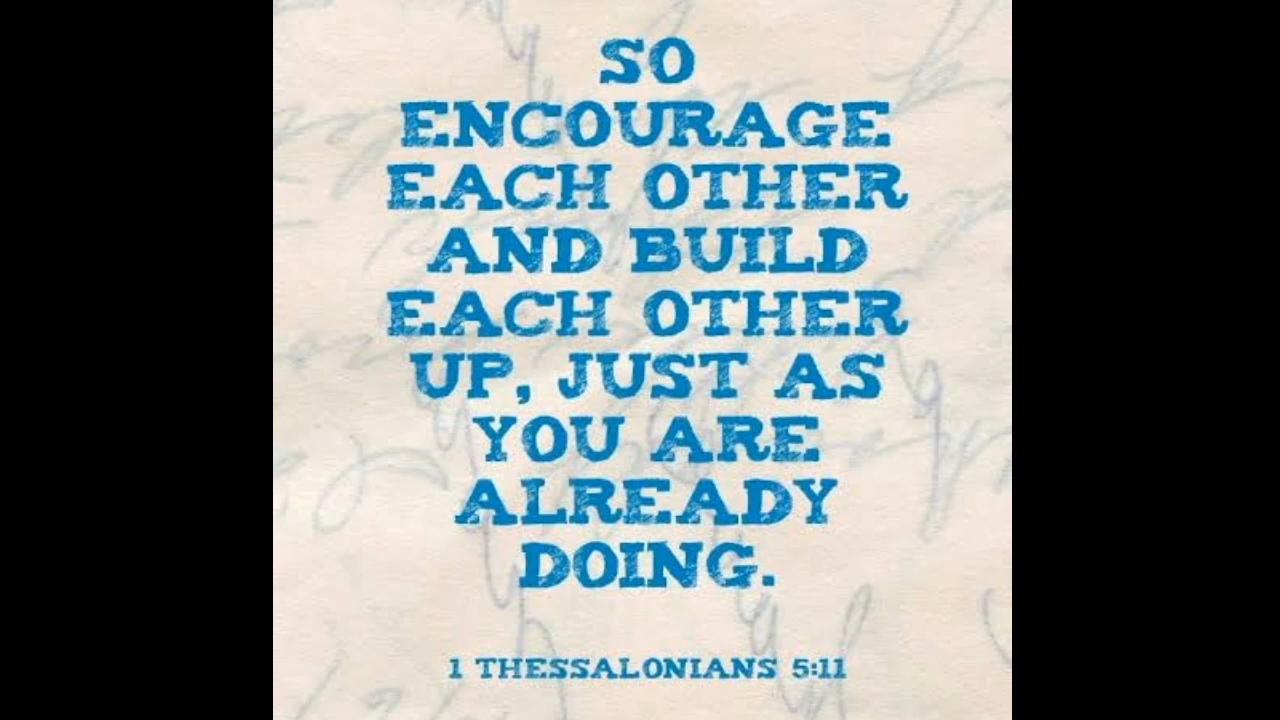 SO
ENCOURAGE
EACH OTHER
AND BUILD
EACH OTHER
UP, JUST AS
YOU ARE
ALREADY
DOING.
1 THESSALONIANS 5:11